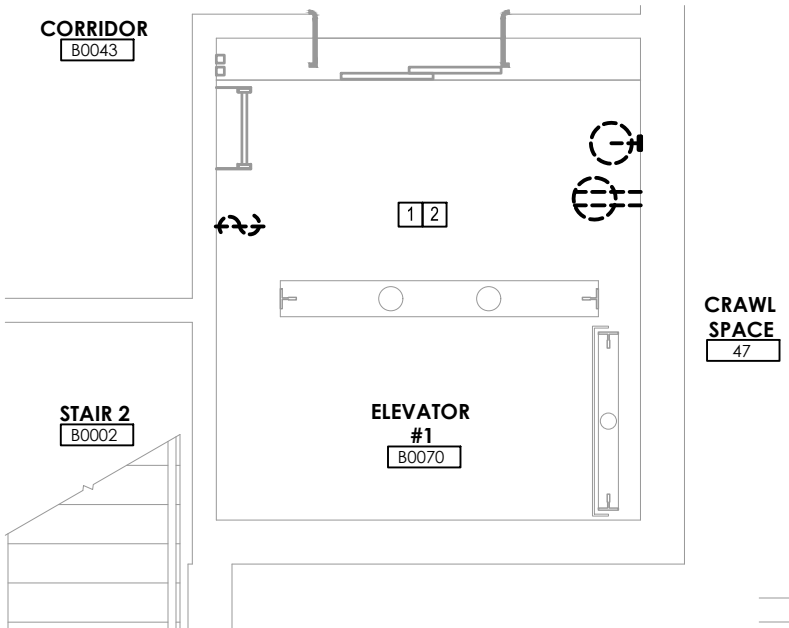 CORRIDOR
B0043
1 2
CRAWL
SPACE
47
STAIR 2
B0002
ELEVATOR
#1
B0070